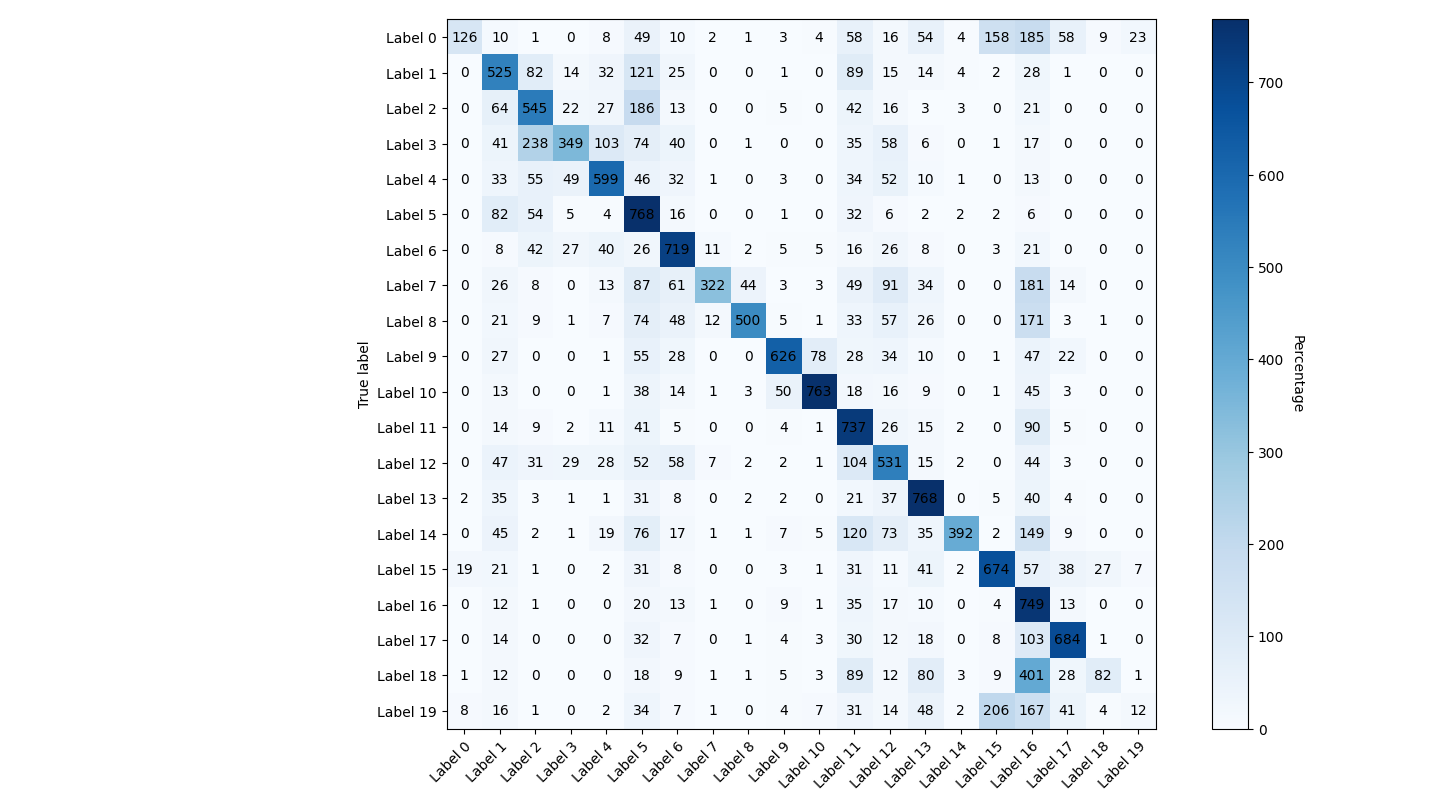 Label 0 126 10 1 0 8 49 10 2 1 3 4 58 16 54 4 158 185 58 9 23
Label 1 0 525 82 14 32 121 25 0 0 1 0 89 15 14 4 2 28 1 0 0
Label 2 0 64 545 22 27 186 13 0 0 5 0 42 16 3 3 0 21 0 0 0
Label 3 0 41 238 349 103 74 40 0 1 0 0 35 58 6 0 1 17 0 0 0
Label 4 0 33 55 49 599 46 32 1 0 3 0 34 52 10 1 0 13 0 0 0
Label 5 0 82 54 5 4 768 16 0 0 1 0 32 6 2 2 2 6 0 0 0
Label 6 0 8 42 27 40 26 719 11 2 5 5 16 26 8 0 3 21 0 0 0
Label 7 0 26 8 0 13 87 61 322 44 3 3 49 91 34 0 0 181 14 0 0
Label 8 0 21 9 1 7 74 48 12 500 5 1 33 57 26 0 0 171 3 1 0
Label 9 0 27 0 0 1 55 28 0 0 626 78 28 34 10 0 1 47 22 0 0
Label 10 0 13 0 0 1 38 14 1 3 50 763 18 16 9 0 1 45 3 0 0
Label 11 0 14 9 2 11 41 5 0 0 4 1 737 26 15 2 0 90 5 0 0
Label 12 0 47 31 29 28 52 58 7 2 2 1 104 531 15 2 0 44 3 0 0
Label 13 2 35 3 1 1 31 8 0 2 2 0 21 37 768 0 5 40 4 0 0
Label 14 0 45 2 1 19 76 17 1 1 7 5 120 73 35 392 2 149 9 0 0
Label 15 19 21 1 0 2 31 8 0 0 3 1 31 11 41 2 674 57 38 27 7
Label 16 0 12 1 0 0 20 13 1 0 9 1 35 17 10 0 4 749 13 0 0
Label 17 0 14 0 0 0 32 7 0 1 4 3 30 12 18 0 8 103 684 1 0
Label 18 1 12 0 0 0 18 9 1 1 5 3 89 12 80 3 9 401 28 82 1
Label 19 8 16 1 0 2 34 7 1 0 4 7 31 14 48 2 206 167 41 4 12
Label 0 Label 1 Label 2 Label 3 Label 4 Label 5 Label 6 Label 7 Label 8 Label 9 Label 10 Label 11 Label 12 Label 13 Label 14 Label 15 Label 16 Label 17 Label 18 Label 19
True label
700
600
500
400
300
200
100
0
Percentage